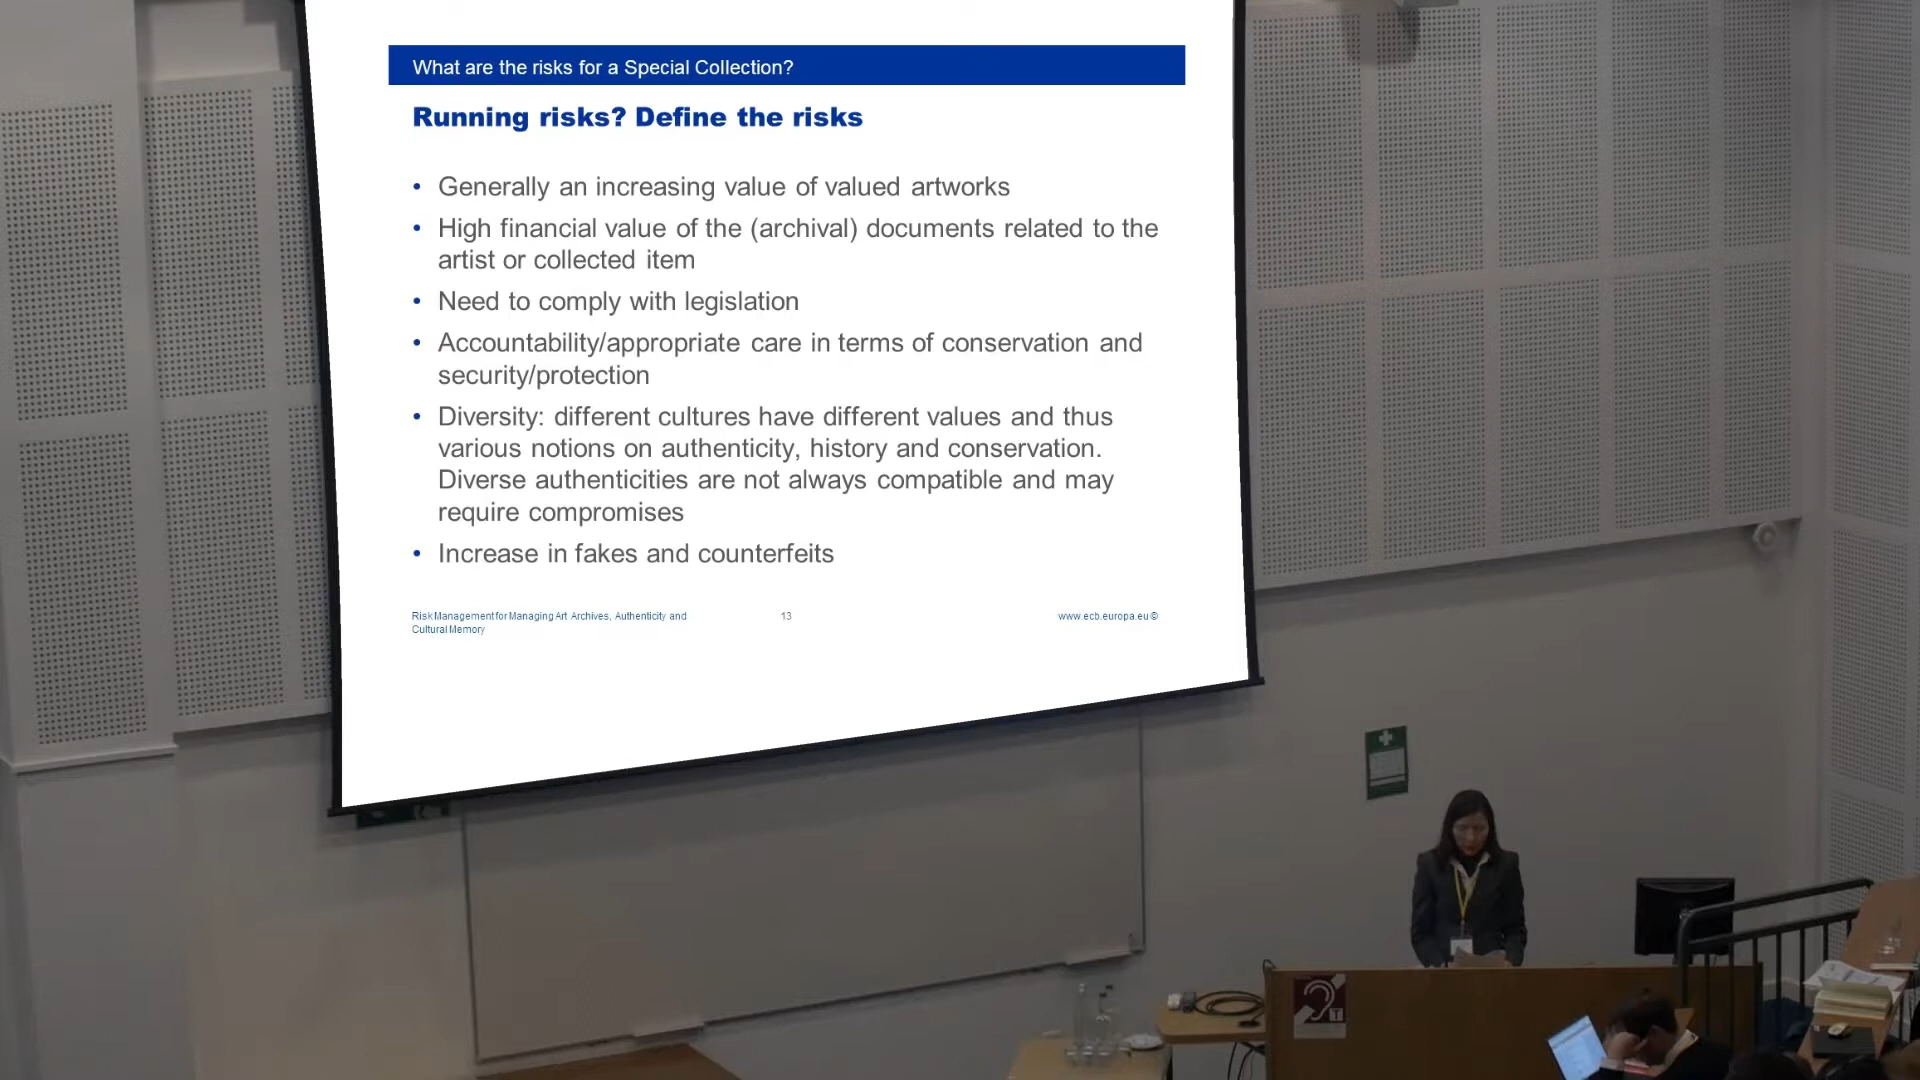 What are the risks for a Special Collection?
Running risks? Define the risks
• Generally an increasing value of valued artworks
• High financial value of the (archival) documents related to the
artist or collected item
• Need to comply with legislation
• Accountability/appropriate care in terms of conservation and
security/protection
• Diversity: different cultures have different values and thus
various notions on authenticity, history and conservation.
Diverse authenticities are not always compatible and may
require compromises
• Increase in fakes and counterfeits
Risk Management for Managing Art Archives, Authenticity and
Cultural Memory
13
www.ecb.europa.eu ©
T